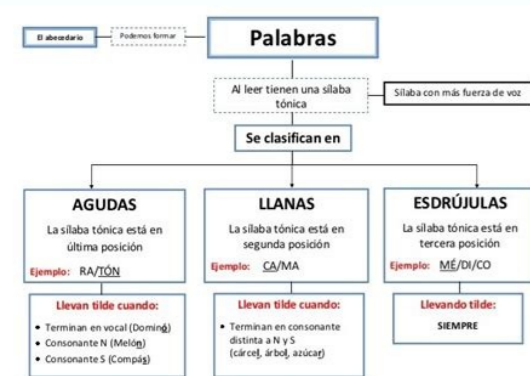 Palabras
El abecedario
Podemos formar
Al leer tienen una sílaba
tónica
Sílaba con más fuerza de voz
Se clasifican en
AGUDAS
La sílaba tónica está en
última posición
Ejemplo: RA/TÓN
Llevan tilde cuando:
• Terminan en vocal (Dominó)
• Consonante N (Melón)
• Consonante S (Compás)
LLANAS
La sílaba tónica está en
segunda posición
Ejemplo: CA/MA
Llevan tilde cuando:
• Terminan en consonante
distinta a N y S
(cárcel, árbol, azúcar)
ESDRÚJULAS
La sílaba tónica está en
tercera posición
Ejemplo: MÉ/DI/CO
Llevando tilde:
SIEMPRE